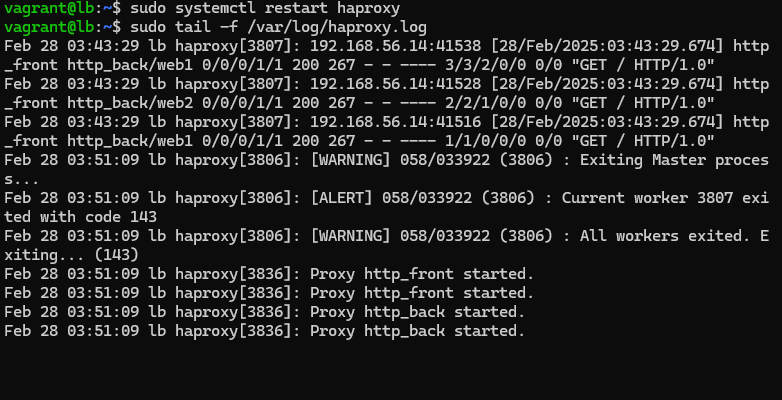 vagrant@lb:~$ sudo systemctl restart haproxy
vagrant@lb:~$ sudo tail -f /var/log/haproxy.log
Feb 28 03:43:29 lb haproxy[3807]: 192.168.56.14:41538 [28/Feb/2025:03:43:29.674] http
_front http_back/web1 0/0/0/1/1 200 267 - - ---- 3/3/2/0/0 0/0 "GET / HTTP/1.0"
Feb 28 03:43:29 lb haproxy[3807]: 192.168.56.14:41528 [28/Feb/2025:03:43:29.674] http
_front http_back/web2 0/0/0/1/1 200 267 - - ---- 2/2/1/0/0 0/0 "GET / HTTP/1.0"
Feb 28 03:43:29 lb haproxy[3807]: 192.168.56.14:41516 [28/Feb/2025:03:43:29.674] http
_front http_back/web1 0/0/0/1/1 200 267 - - ---- 1/1/0/0/0 0/0 "GET / HTTP/1.0"
Feb 28 03:51:09 lb haproxy[3806]: [WARNING] 058/033922 (3806) : Exiting Master proces
s...
Feb 28 03:51:09 lb haproxy[3806]: [ALERT] 058/033922 (3806) : Current worker 3807 exi
ted with code 143
Feb 28 03:51:09 lb haproxy[3806]: [WARNING] 058/033922 (3806) : All workers exited. E
xiting... (143)
Feb 28 03:51:09 lb haproxy[3836]: Proxy http_front started.
Feb 28 03:51:09 lb haproxy[3836]: Proxy http_front started.
Feb 28 03:51:09 lb haproxy[3836]: Proxy http_back started.
Feb 28 03:51:09 lb haproxy[3836]: Proxy http_back started.